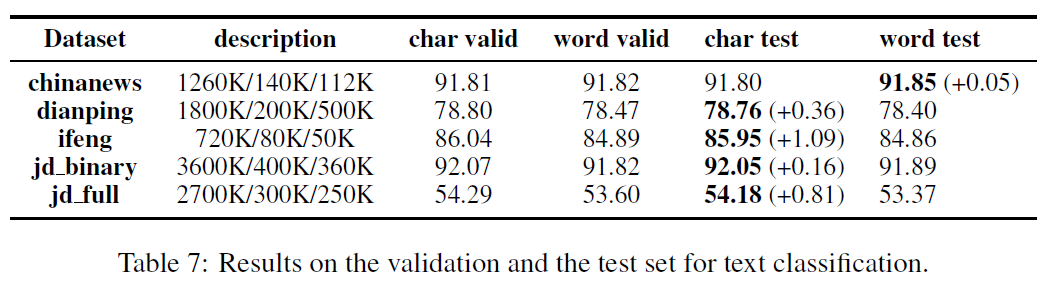 Dataset description char valid word valid char test word test
chinanews 1260K/140K/112K 91.81 91.82 91.80 91.85 (+0.05)
dianping 1800K/200K/500K 78.80 78.47 78.76 (+0.36) 78.40
ifeng 720K/80K/50K 86.04 84.89 85.95 (+1.09) 84.86
jd_binary 3600K/400K/360K 92.07 91.82 92.05 (+0.16) 91.89
jd_full 2700K/300K/250K 54.29 53.60 54.18 (+0.81) 53.37
Table 7: Results on the validation and the test set for text classification.